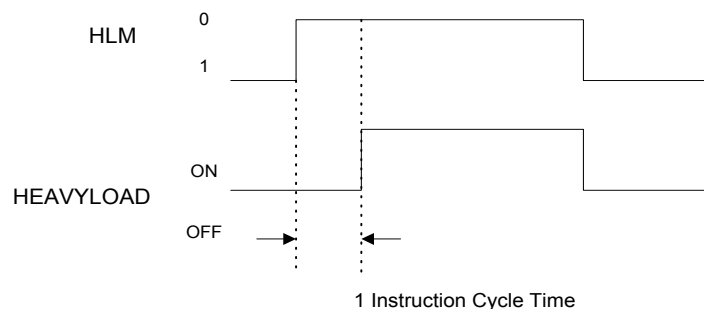 0
HLM
1
ON
HEAVYLOAD
OFF
1 Instruction Cycle Time